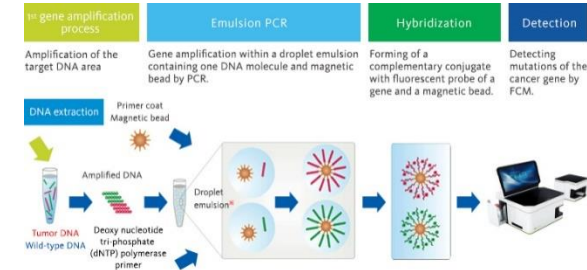 1st gene amplification
process
Emulsion PCR
Hybridization
Detection
Amplification of the
target DNA area
Gene amplification within a droplet emulsion
containing one DNA molecule and magnetic
bead by PCR.
Forming of a
complementary conjugate
with fluorescent probe of a
gene and a magnetic bead.
Detecting
mutations of the
cancer gene by
FCM.
DNA extraction
Primer coat
Magnetic bead
Amplified DNA
Droplet
emulsion※
Tumor DNA
Wild-type DNA
Deoxy nucleotide
tri-phosphate
(dNTP) polymerase
primer